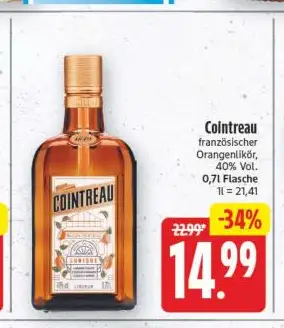 COINTREAU
Cointreau
französischer
Orangenlikör,
40% Vol.
0,7l Flasche
1l = 21,41
-34%
22.99*
14.99